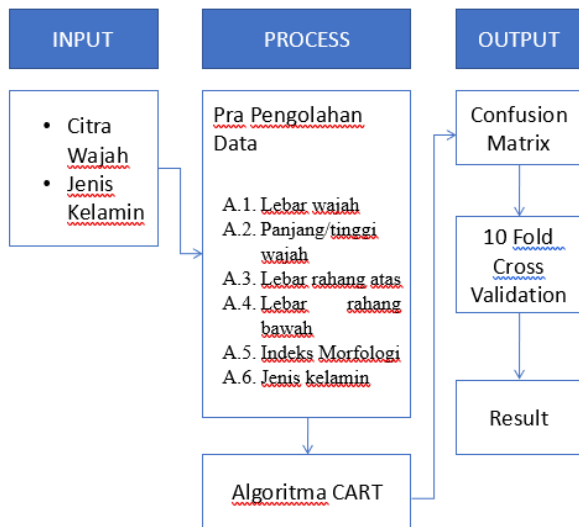 INPUT
PROCESS
OUTPUT
• Citra
Wajah
• Jenis
Kelamin
Pra Pengolahan
Data
A.1. Lebar wajah
A.2. Panjang/tinggi
wajah
A.3. Lebar rahang atas
A.4. Lebar rahang
bawah
A.5. Indeks Morfologi
A.6. Jenis kelamin
Algoritma CART
Confusion
Matrix
10 Fold
Cross
Validation
Result